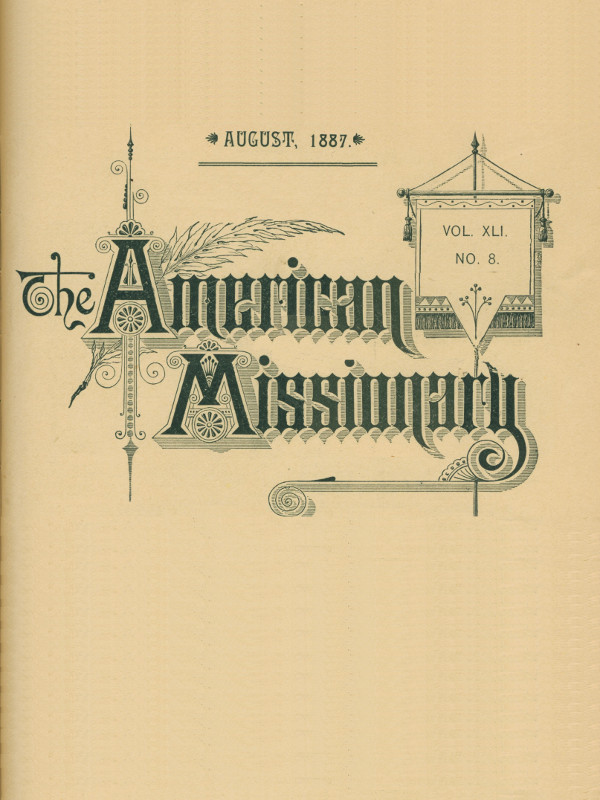 AUGUST, 1887.
VOL. XLI.
NO. 8.
The American
Missionary